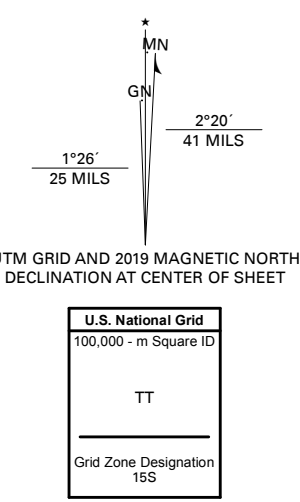 MN
GN
2°20´
41 MILS
1°26´
25 MILS
UTM GRID AND 2019 MAGNETIC NORTH
DECLINATION AT CENTER OF SHEET
U.S. National Grid
100,000 - m Square ID
TT
Grid Zone Designation
15S